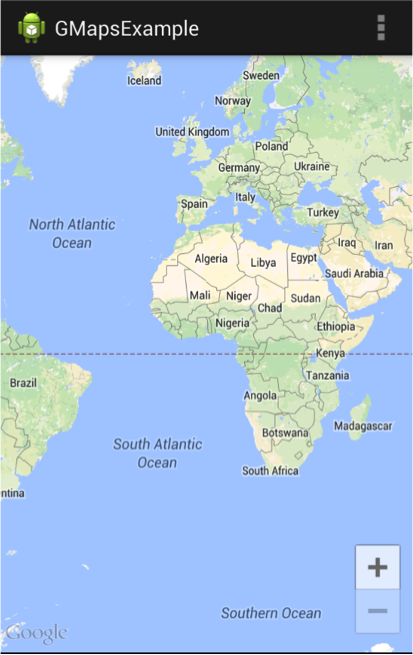 GMapsExample
Sweden
Iceland
Norway
United Kingdom
Poland
Germany
Ukraine
Italy
Spain
Turkey
North Atlantic
Ocean
Iraq
Iran
Algeria
Libya
Egypt
Saudi Arabia
Mali
Niger
Sudan
Chad
Nigeria
Ethiopia
Kenya
Brazil
Tanzania
Angola
Madagascar
Botswana
South Atlantic
Ocean
South Africa
ntina
+
−
Southern Ocean
Google